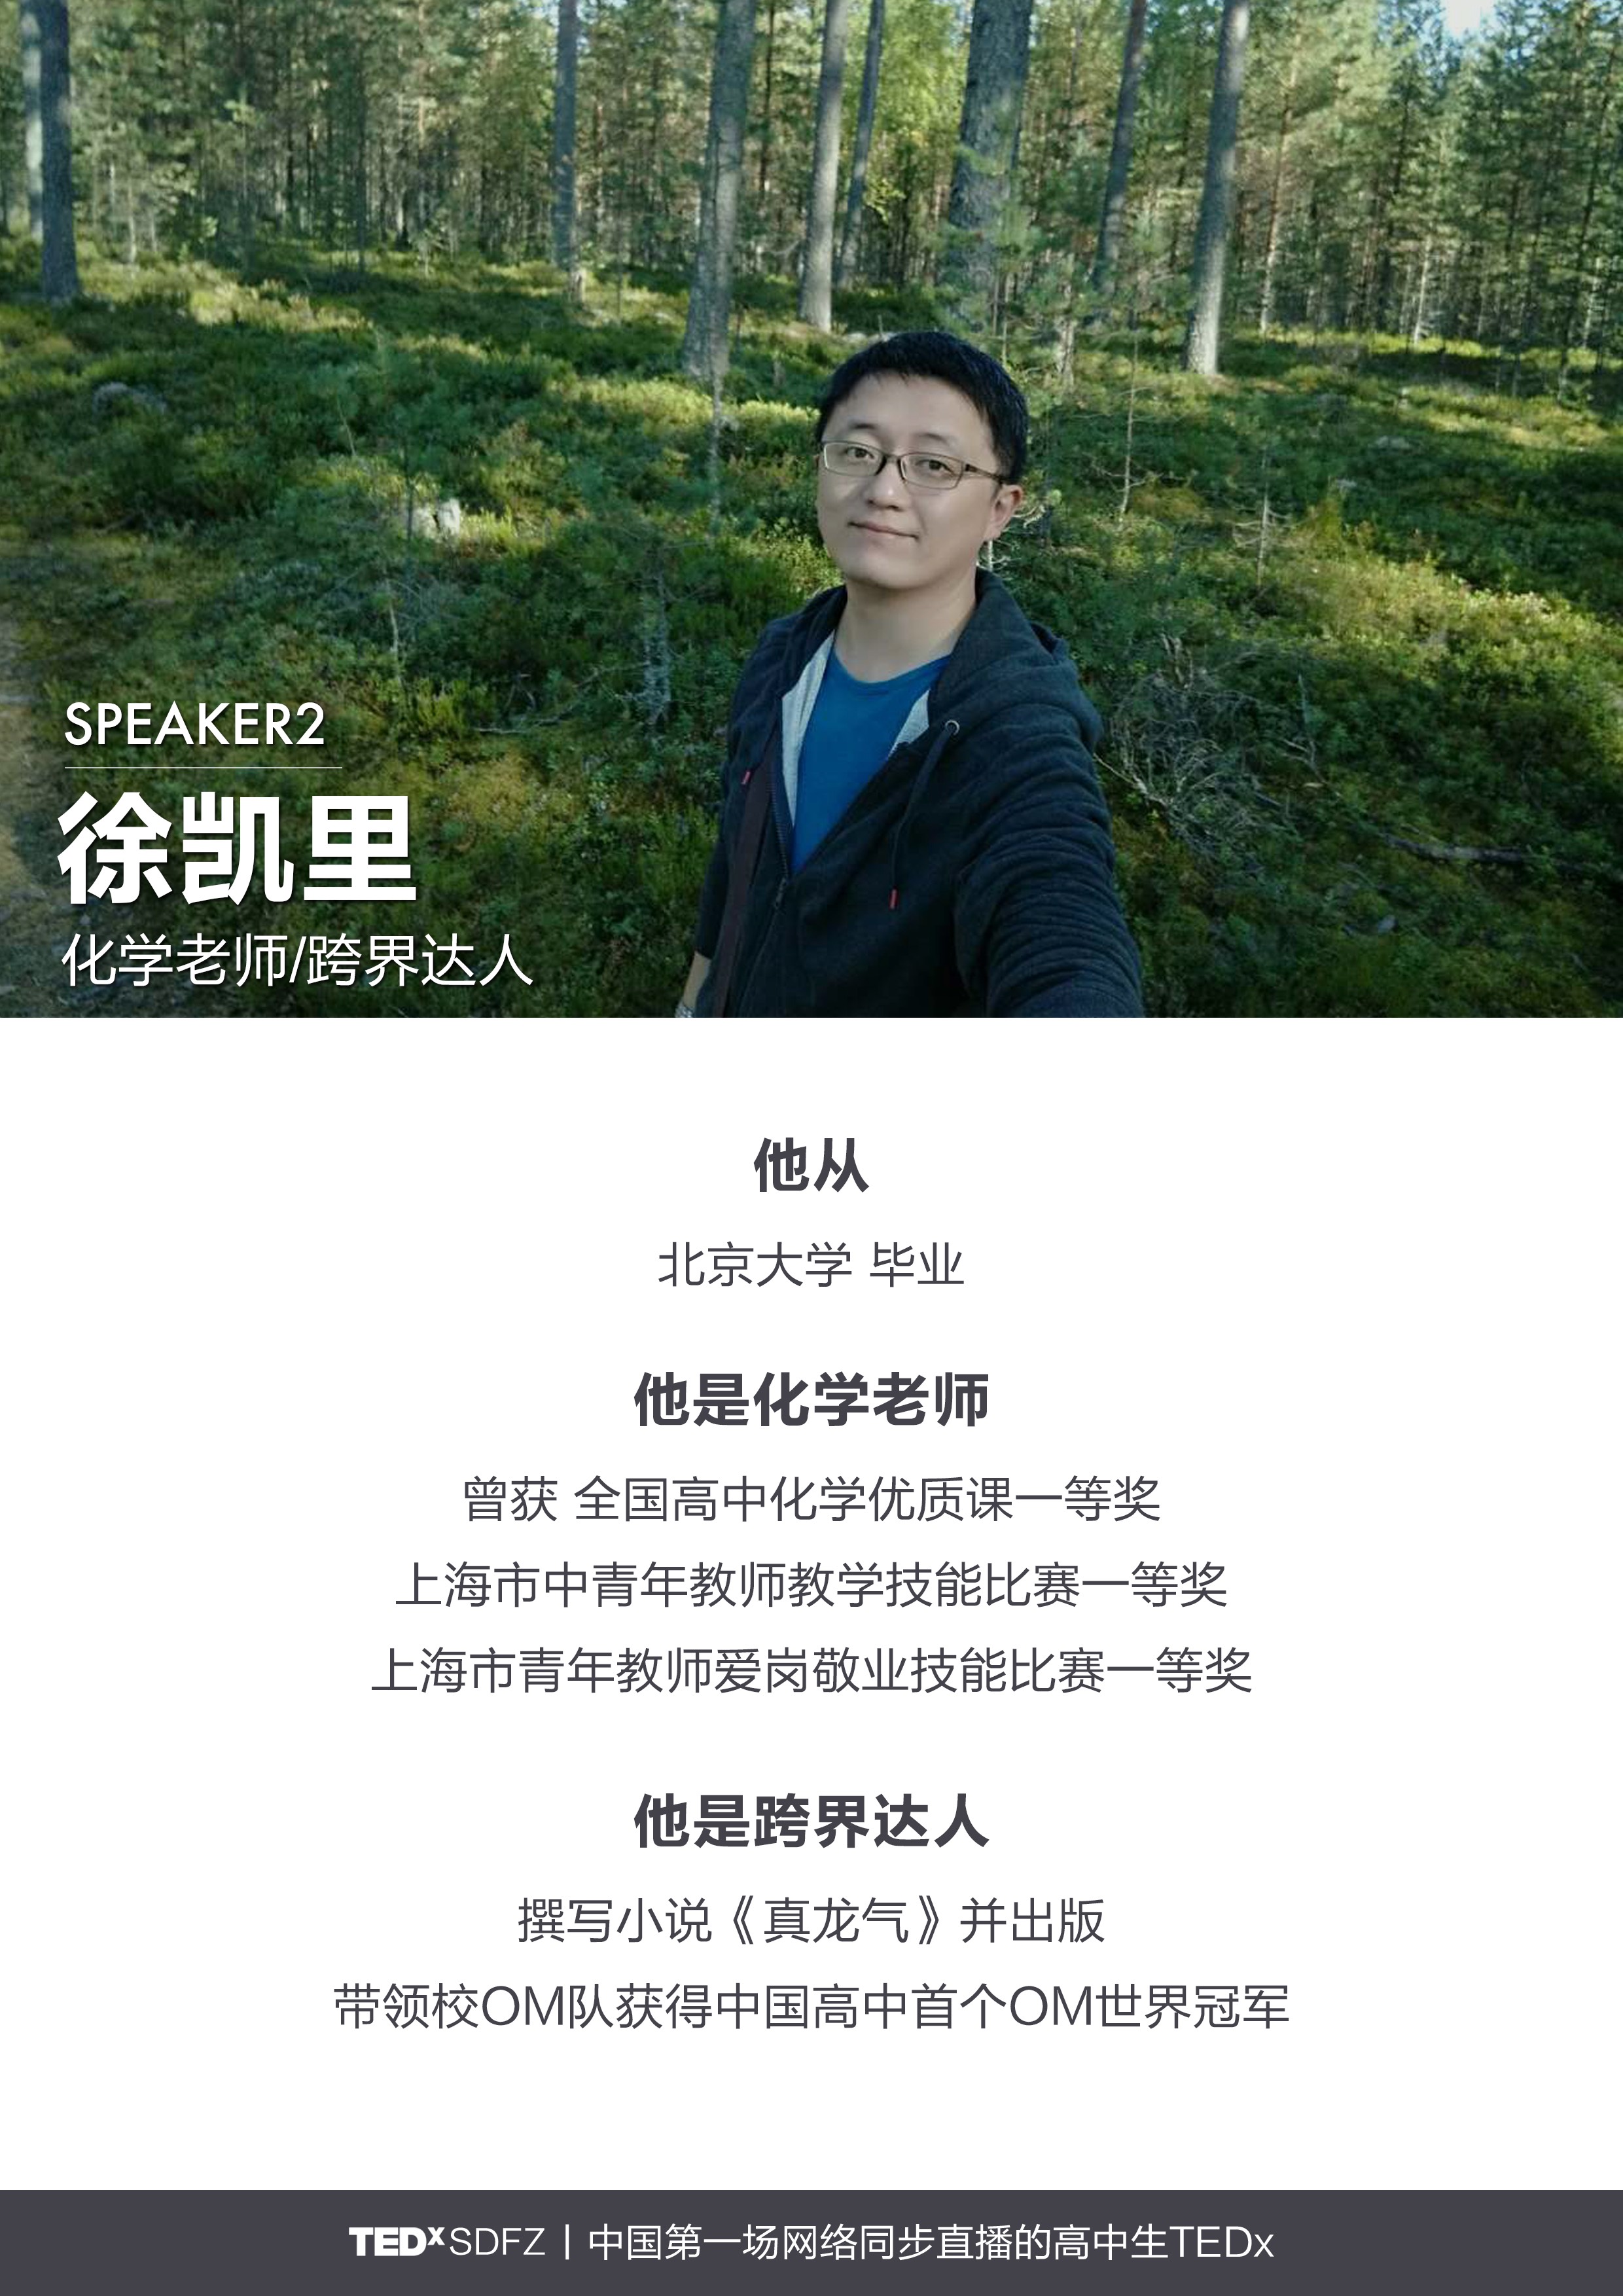 SPEAKER2
徐凯里
化学老师/跨界达人
他从
北京大学 毕业
他是化学老师
曾获 全国高中化学优质课一等奖
上海市中青年教师教学技能比赛一等奖
上海市青年教师爱岗敬业技能比赛一等奖
他是跨界达人
撰写小说《真龙气》并出版
带领校OM队获得中国高中首个OM世界冠军
TEDxSDFZ | 中国第一场网络同步直播的高中生TEDx